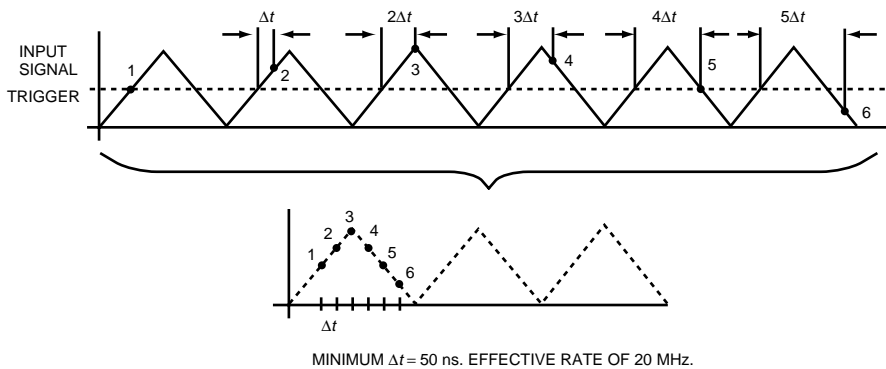 Δt 2Δt 3Δt 4Δt 5Δt
INPUT
SIGNAL
TRIGGER
1 2 3 4 5 6
1 2 3 4 5 6
Δt
MINIMUM Δt = 50 ns. EFFECTIVE RATE OF 20 MHz.